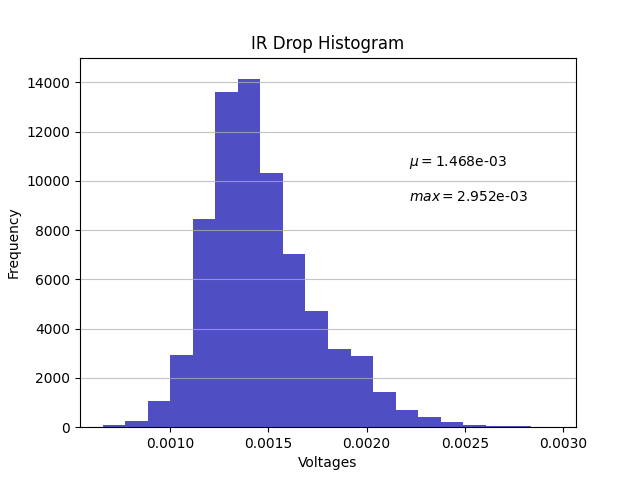 IR Drop Histogram
14000
12000
10000
8000
6000
4000
2000
0
Frequency
μ = 1.468e-03
max = 2.952e-03
0.0010 0.0015 0.0020 0.0025 0.0030
Voltages